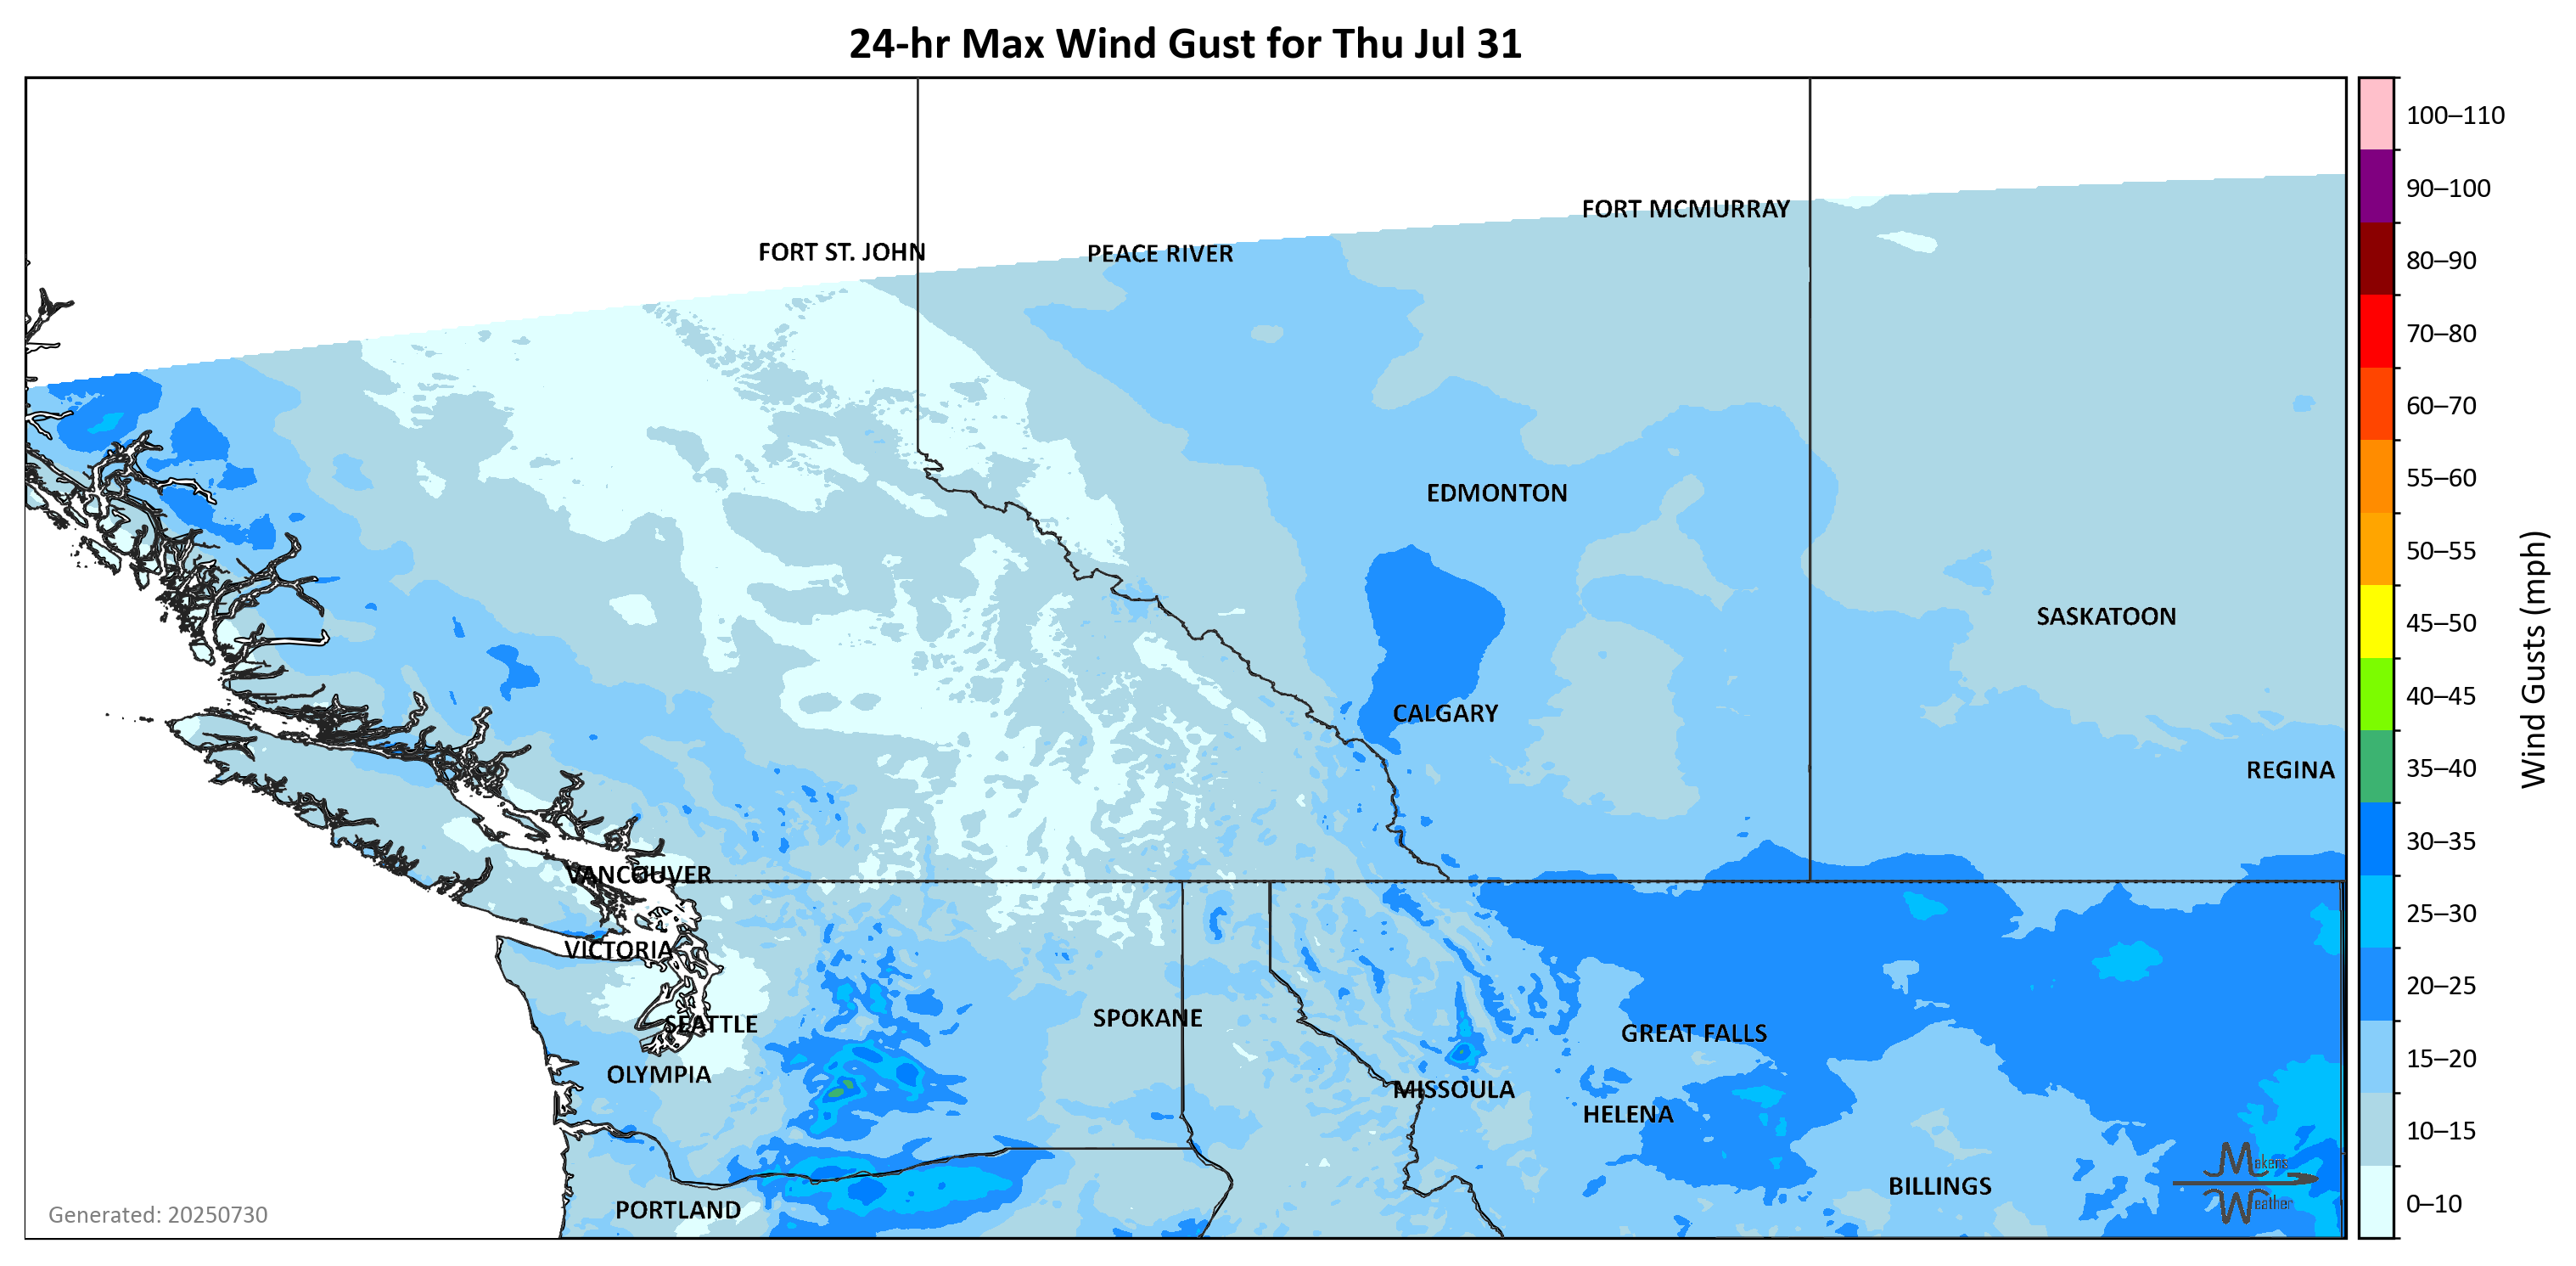 24-hr Max Wind Gust for Thu Jul 31
100–110
90–100
80–90
70–80
60–70
55–60
50–55
45–50
40–45
35–40
30–35
25–30
20–25
15–20
10–15
0–10
Wind Gusts (mph)
FORT MCMURRAY
FORT ST. JOHN
PEACE RIVER
EDMONTON
SASKATOON
CALGARY
REGINA
VANCOUVER
VICTORIA
SEATTLE
SPOKANE
GREAT FALLS
OLYMPIA
MISSOULA
HELENA
BILLINGS
PORTLAND
Makens
Weather
Generated: 20250730